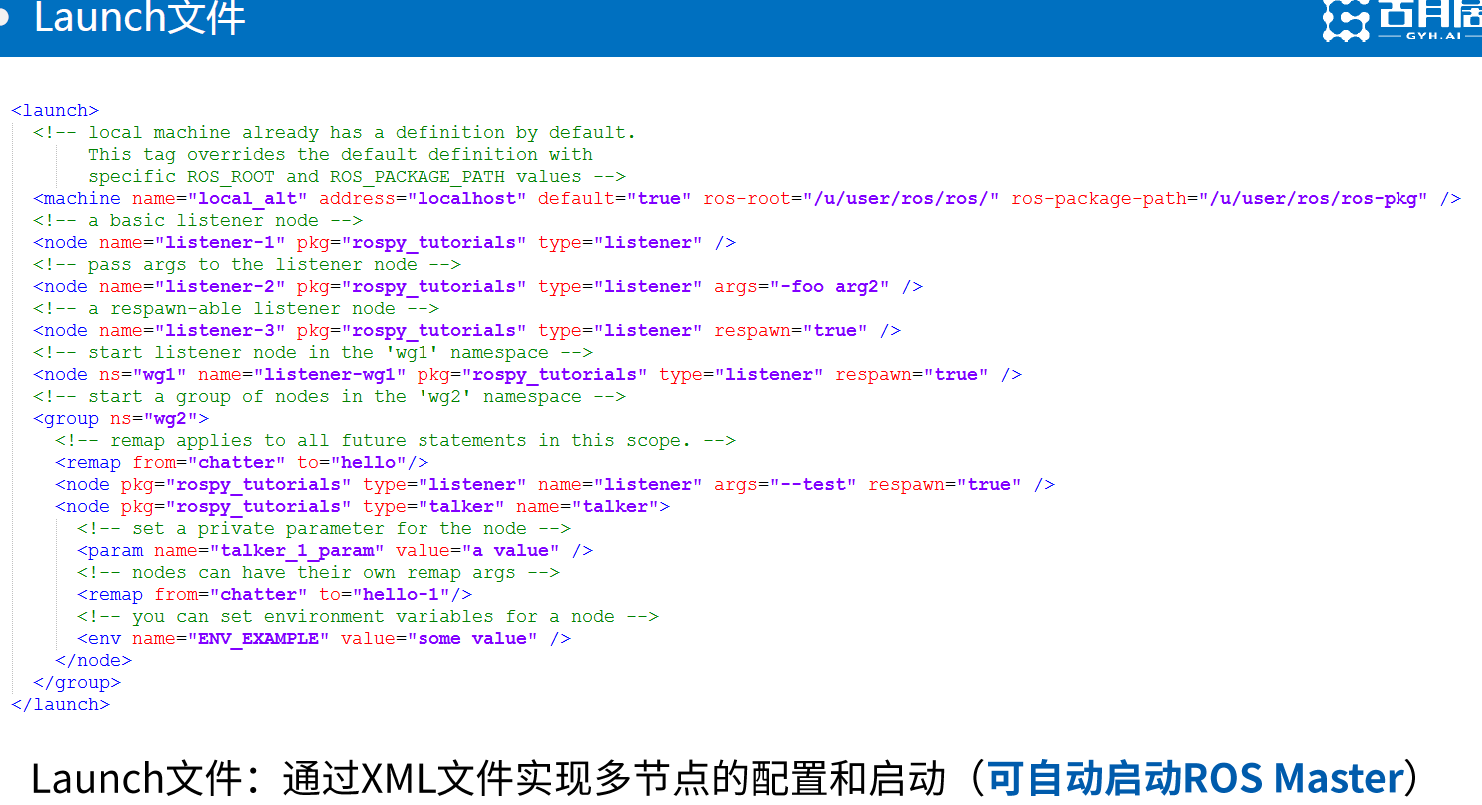 • Launch文件
古月居
GYH.AI
<launch>
<!-- local machine already has a definition by default.
This tag overrides the default definition with
specific ROS_ROOT and ROS_PACKAGE_PATH values -->
<machine name="local_alt" address="localhost" default="true" ros-root="/u/user/ros/ros/" ros-package-path="/u/user/ros/ros-pkg" />
<!-- a basic listener node -->
<node name="listener-1" pkg="rospy_tutorials" type="listener" />
<!-- pass args to the listener node -->
<node name="listener-2" pkg="rospy_tutorials" type="listener" args="-foo arg2" />
<!-- a respawn-able listener node -->
<node name="listener-3" pkg="rospy_tutorials" type="listener" respawn="true" />
<!-- start listener node in the 'wg1' namespace -->
<node ns="wg1" name="listener-wg1" pkg="rospy_tutorials" type="listener" respawn="true" />
<!-- start a group of nodes in the 'wg2' namespace -->
<group ns="wg2">
<!-- remap applies to all future statements in this scope. -->
<remap from="chatter" to="hello"/>
<node pkg="rospy_tutorials" type="listener" name="listener" args="--test" respawn="true" />
<node pkg="rospy_tutorials" type="talker" name="talker">
<!-- set a private parameter for the node -->
<param name="talker_1_param" value="a value" />
<!-- nodes can have their own remap args -->
<remap from="chatter" to="hello-1"/>
<!-- you can set environment variables for a node -->
<env name="ENV_EXAMPLE" value="some value" />
</node>
</group>
</launch>
Launch文件：通过XML文件实现多节点的配置和启动（可自动启动ROS Master）